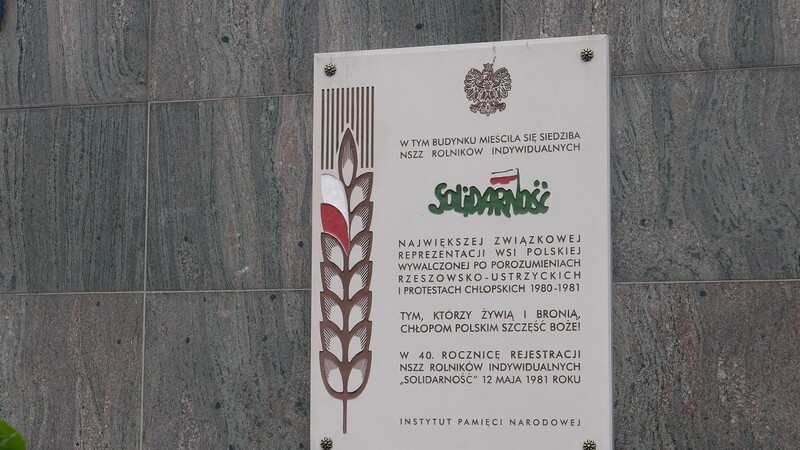 W TYM BUDYNKU MIEŚCIŁA SIĘ SIEDZIBA
NSZZ ROLNIKÓW INDYWIDUALNYCH
SOLIDARNOŚĆ
NAJWIĘKSZEJ ZWIĄZKOWEJ
REPREZENTACJI WSI POLSKIEJ
WYWALCZONEJ PO POROZUMIENIACH
RZESZOWSKO-USTRZYCKICH
I PROTESTACH CHŁOPSKICH 1980-1981
TYM, KTÓRZY ŻYWIĄ I BRONIĄ,
CHŁOPOM POLSKIM SZCZĘŚĆ BOŻE!
W 40. ROCZNICĘ REJESTRACJI
NSZZ ROLNIKÓW INDYWIDUALNYCH
„SOLIDARNOŚĆ" 12 MAJA 1981 ROKU
INSTYTUT PAMIĘCI NARODOWEJ